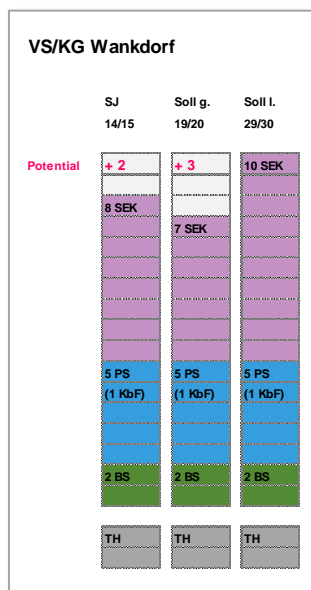 VS/KG Wankdorf
SJ Soll g. Soll l.
14/15 19/20 29/30
Potential + 2 + 3 10 SEK
8 SEK
7 SEK
5 PS 5 PS 5 PS
(1 KbF) (1 KbF) (1 KbF)
2 BS 2 BS 2 BS
TH TH TH